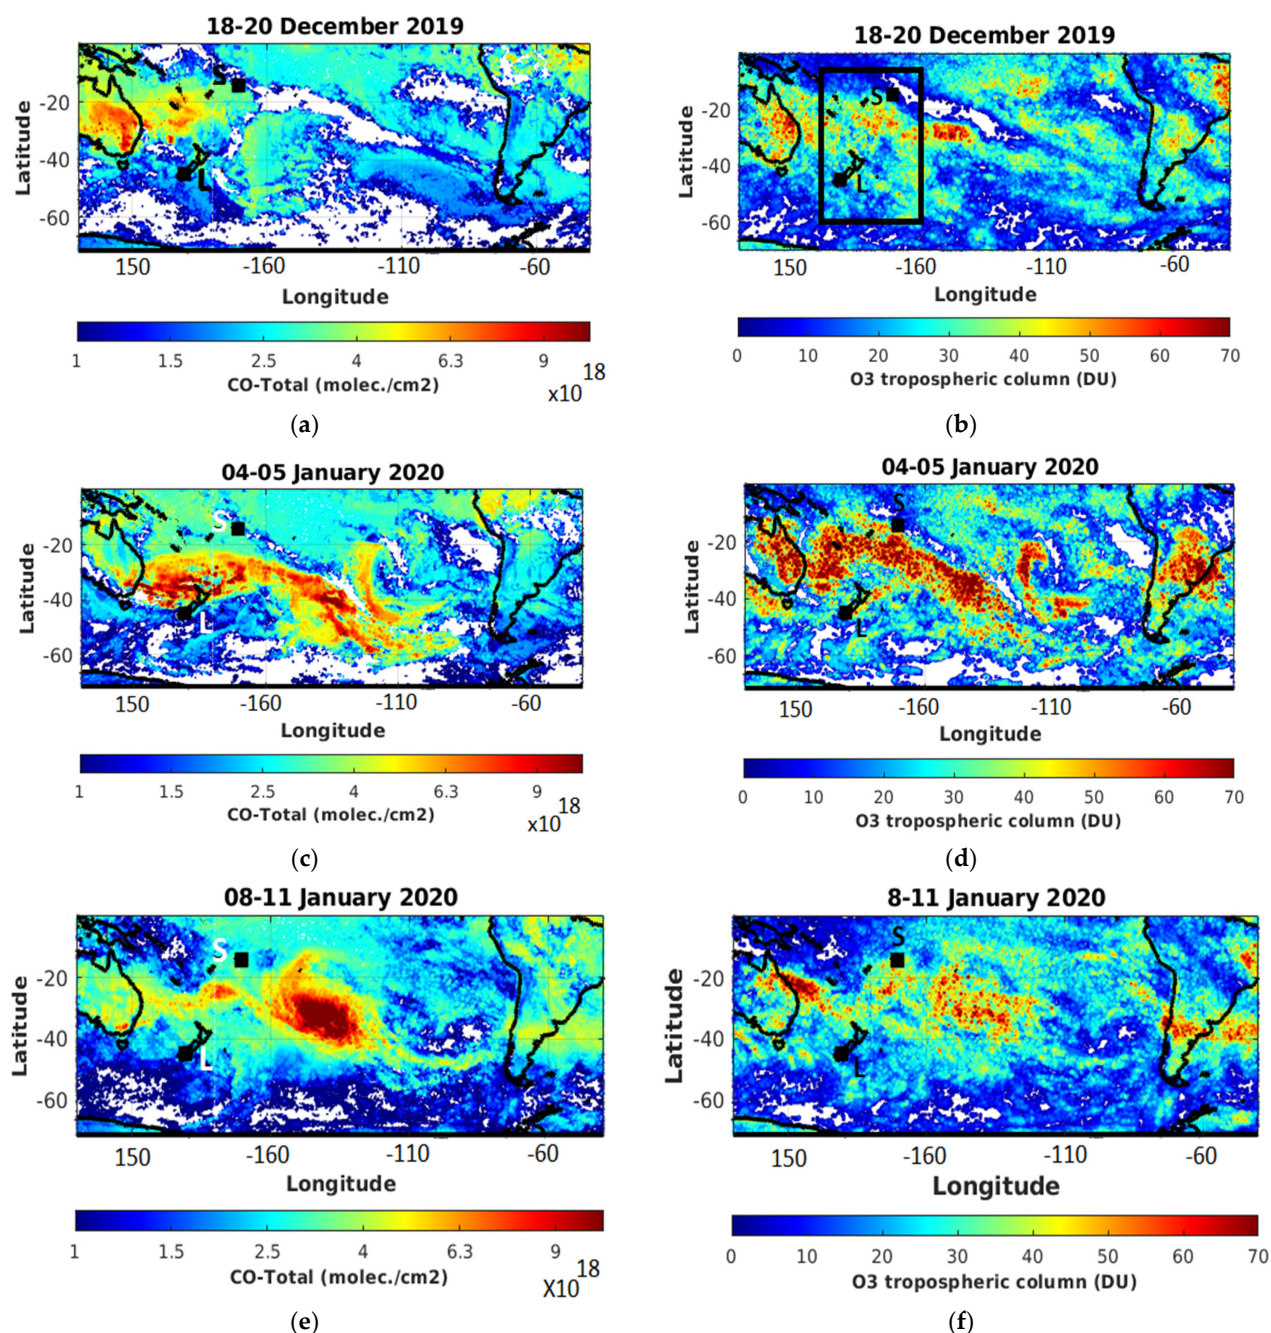 18-20 December 2019
S
L
-20
-40
-60
Latitude
150 -160 -110 -60
Longitude
1 1.5 2.5 4 6.3 9
CO-Total (molec./cm2) x10 18
(a)
18-20 December 2019
S
L
-20
-40
-60
Latitude
150 -160 -110 -60
Longitude
0 10 20 30 40 50 60 70
O3 tropospheric column (DU)
(b)
04-05 January 2020
S
L
-20
-40
-60
Latitude
150 -160 -110 -60
Longitude
1 1.5 2.5 4 6.3 9
CO-Total (molec./cm2) x10 18
(c)
04-05 January 2020
S
L
-20
-40
-60
Latitude
150 -160 -110 -60
Longitude
0 10 22 30 40 50 60 70
O3 tropospheric column (DU)
(d)
08-11 January 2020
S
L
-20
-40
-60
Latitude
150 -160 -110 -60
Longitude
1 1.5 2.5 4 6.3 9
CO-Total (molec./cm2) X10 18
(e)
8-11 January 2020
S
L
-20
-40
-60
Latitude
150 -160 -110 -60
Longitude
0 10 20 30 40 50 60 70
O3 tropospheric column (DU)
(f)